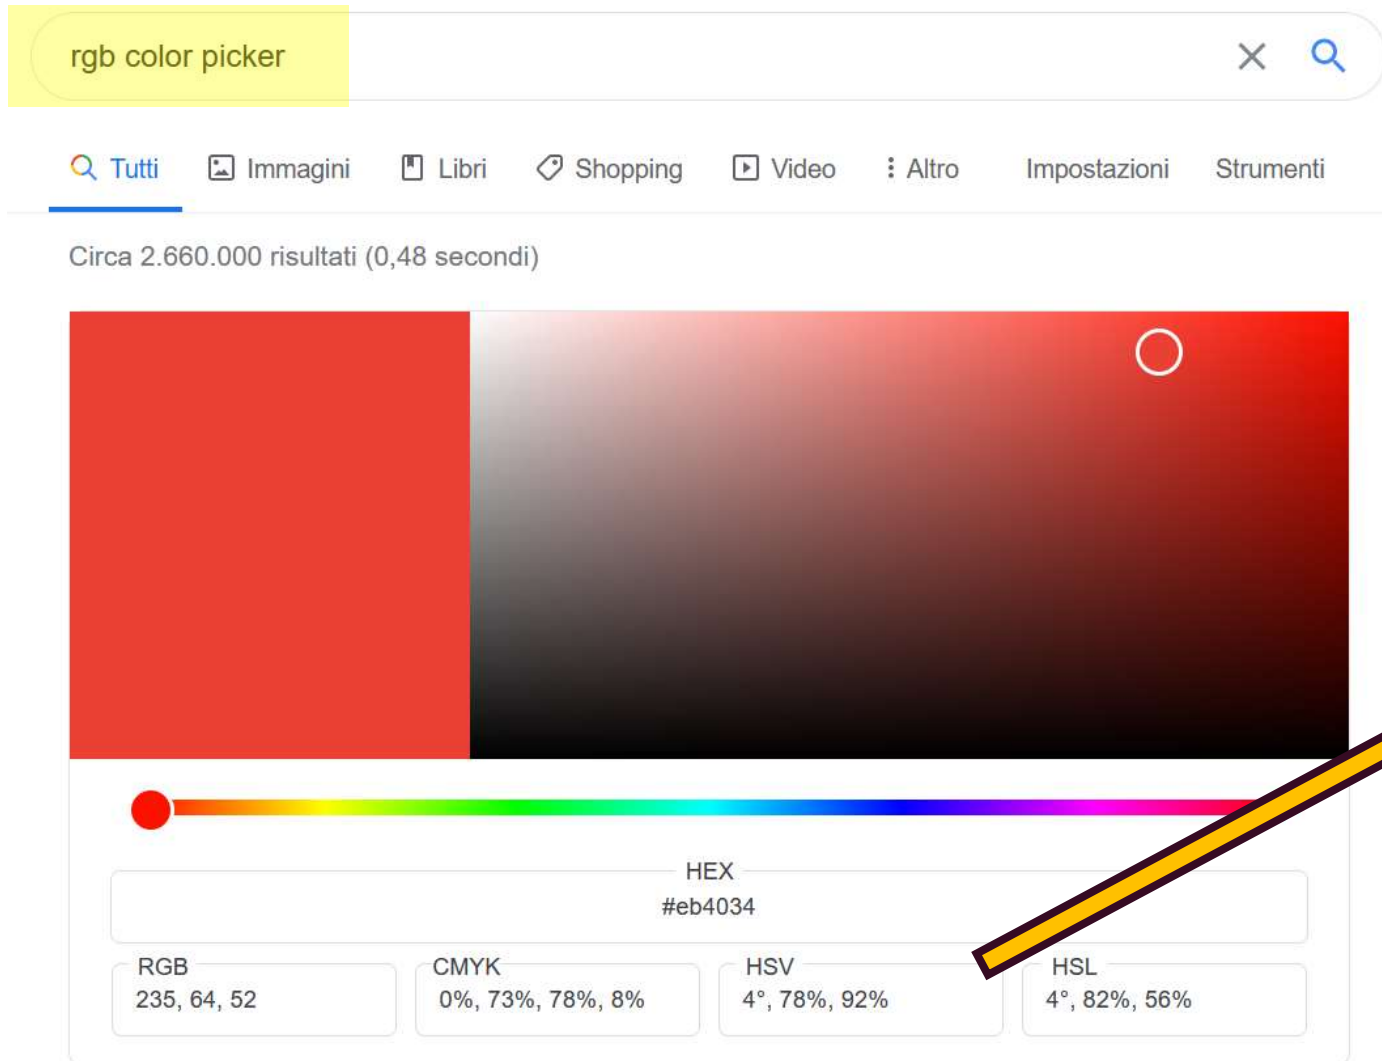 rgb color picker
Tutti Immagini Libri Shopping Video Altro Impostazioni Strumenti
Circa 2.660.000 risultati (0,48 secondi)
HEX
#eb4034
RGB CMYK HSV HSL
235, 64, 52 0%, 73%, 78%, 8% 4°, 78%, 92% 4°, 82%, 56%